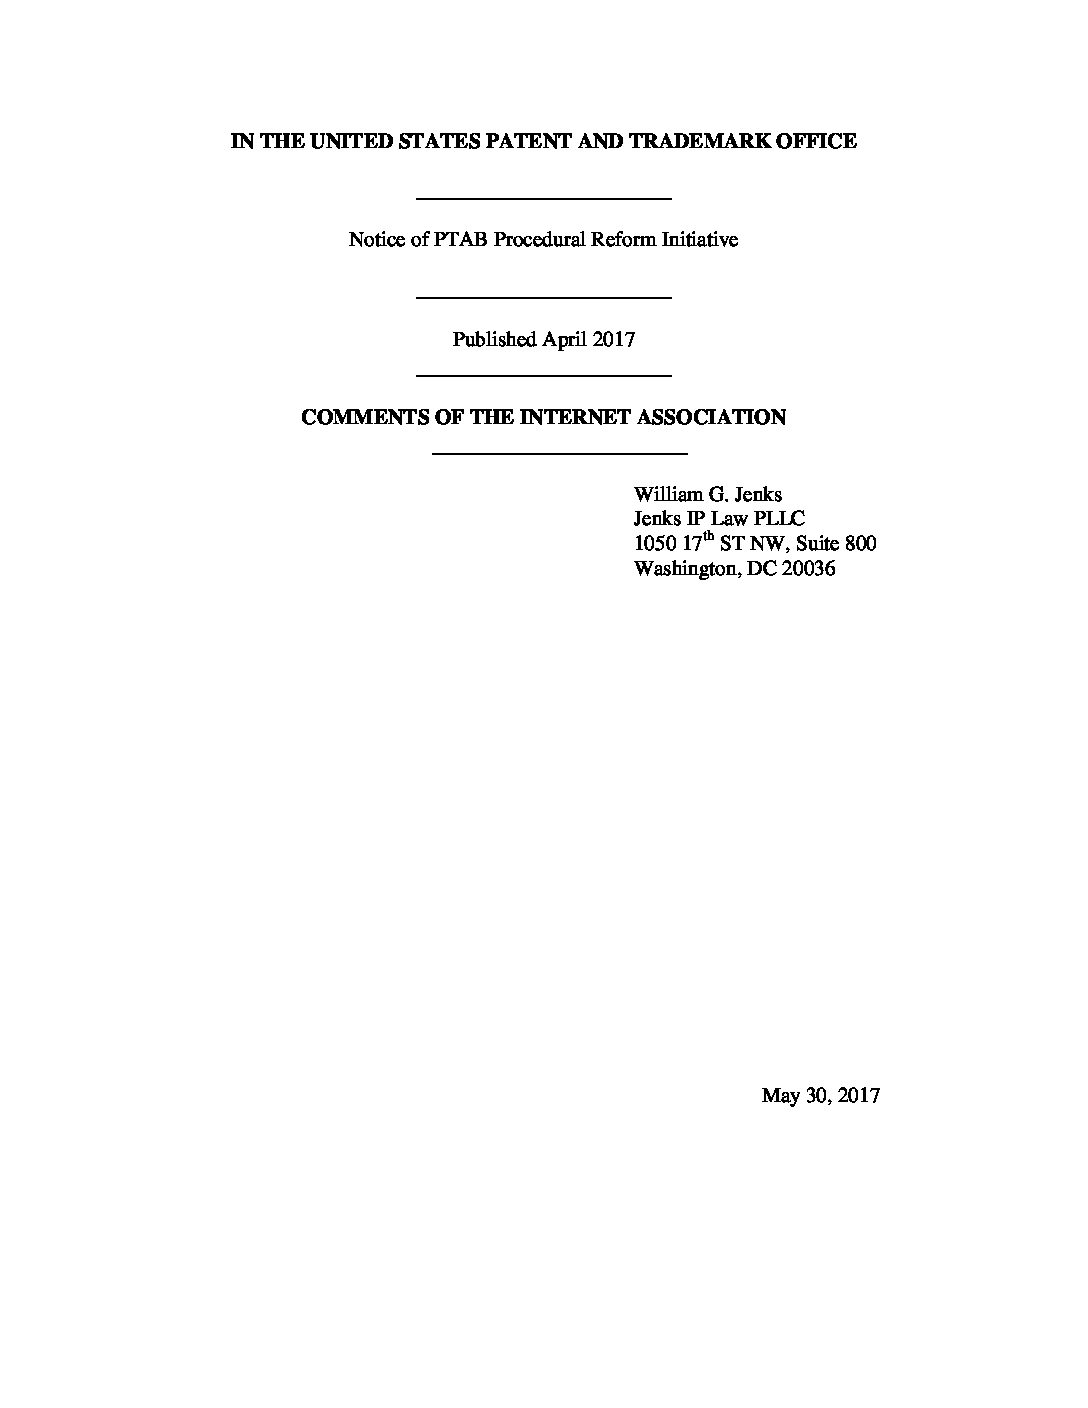 IN THE UNITED STATES PATENT AND TRADEMARK OFFICE
Notice of PTAB Procedural Reform Initiative
Published April 2017
COMMENTS OF THE INTERNET ASSOCIATION
William G. Jenks
Jenks IP Law PLLC
1050 17th ST NW, Suite 800
Washington, DC 20036
May 30, 2017